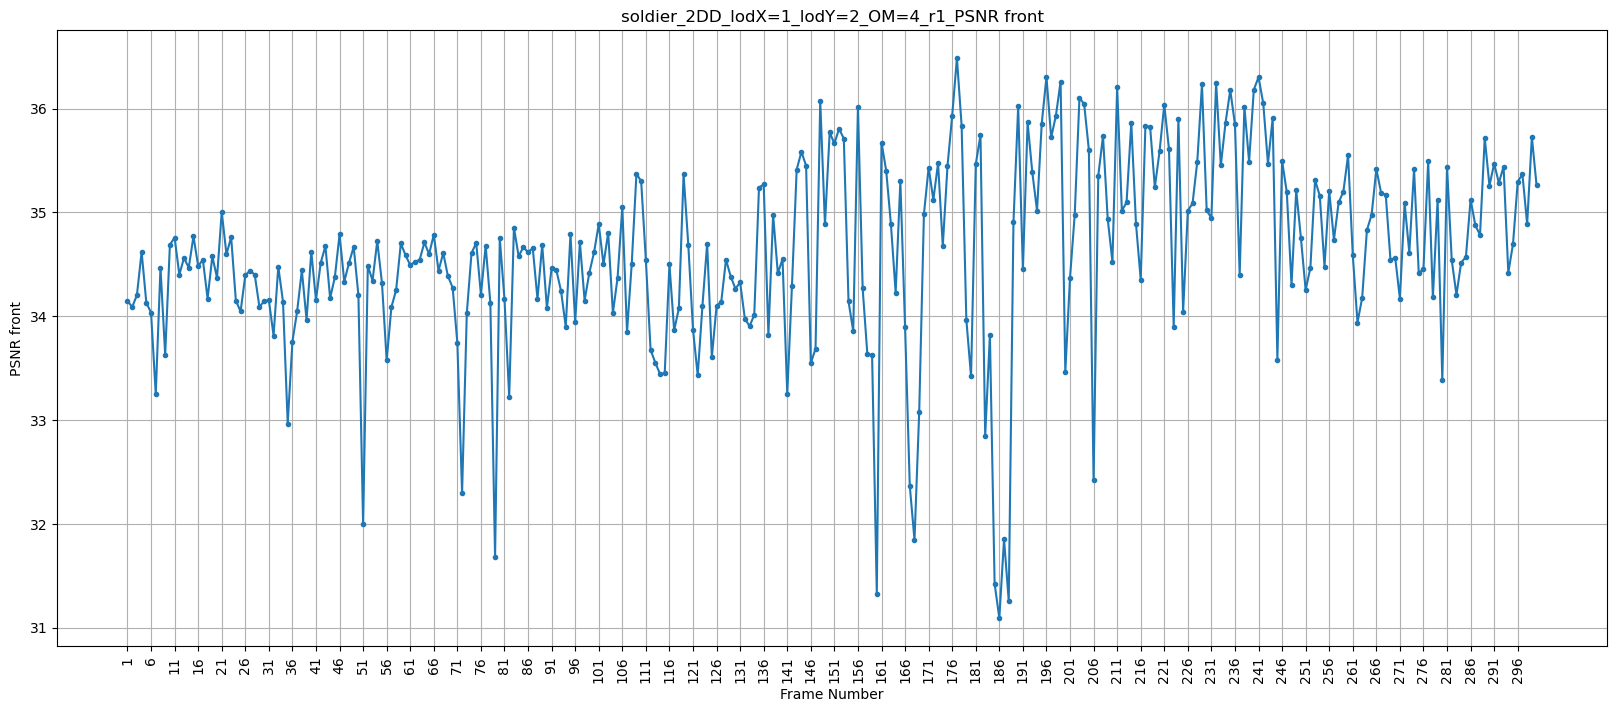 soldier_2DD_lodX=1_lodY=2_OM=4_r1_PSNR front
PSNR front
36
35
34
33
32
31
1 6 11 16 21 26 31 36 41 46 51 56 61 66 71 76 81 86 91 96 101 106 111 116 121 126 131 136 141 146 151 156 161 166 171 176 181 186 191 196 201 206 211 216 221 226 231 236 241 246 251 256 261 266 271 276 281 286 291 296
Frame Number